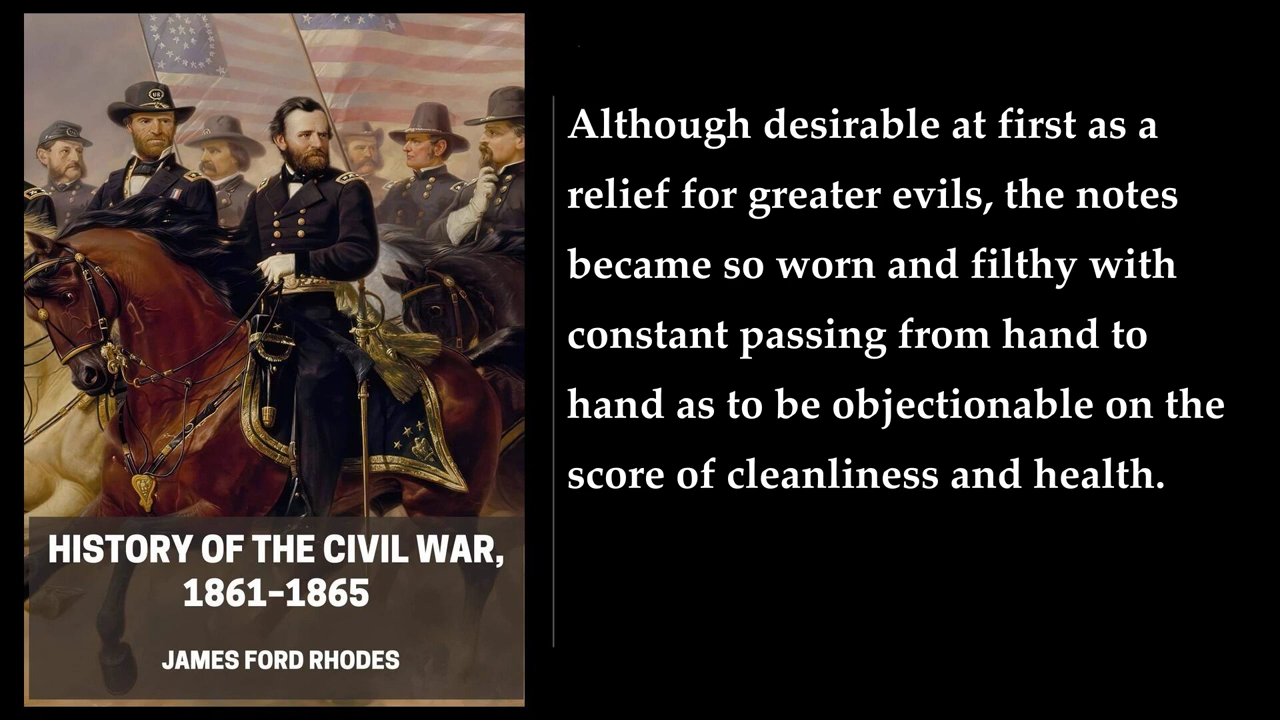 HISTORY OF THE CIVIL WAR,
1861–1865
JAMES FORD RHODES
Although desirable at first as a
relief for greater evils, the notes
became so worn and filthy with
constant passing from hand to
hand as to be objectionable on the
score of cleanliness and health.